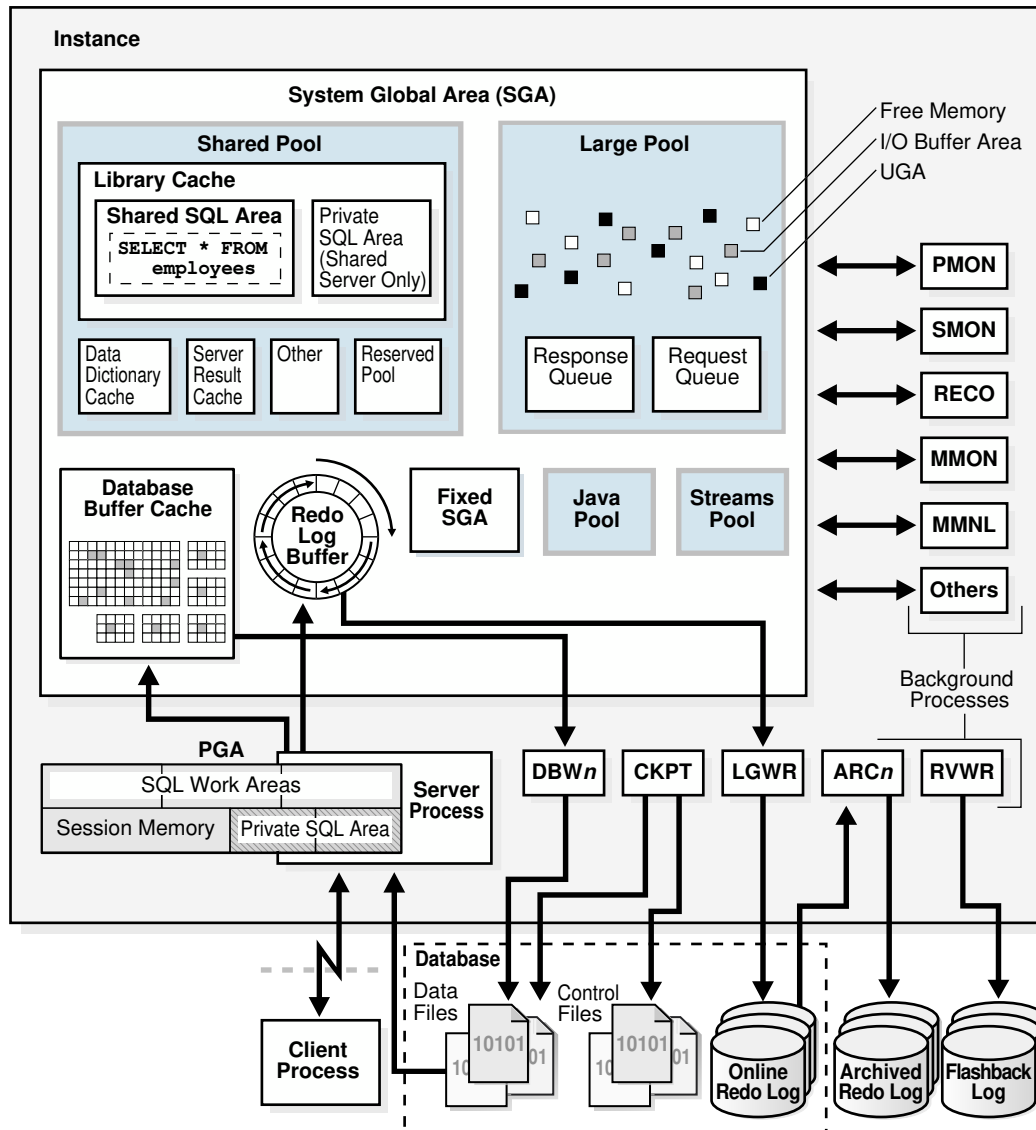 Instance
System Global Area (SGA)
Shared Pool
Library Cache
Shared SQL Area
SELECT * FROM
employees
Private
SQL Area
(Shared
Server Only)
Data
Dictionary
Cache
Server
Result
Cache
Other
Reserved
Pool
Large Pool
Response
Queue
Request
Queue
Free Memory
I/O Buffer Area
UGA
Database
Buffer Cache
Redo
Log
Buffer
Fixed
SGA
Java
Pool
Streams
Pool
PMON
SMON
RECO
MMON
MMNL
Others
Background
Processes
PGA
SQL Work Areas
Session Memory
Private SQL Area
Server
Process
DBWn
CKPT
LGWR
ARCn
RVWR
Client
Process
Database
Data
Files
10101
10
01
Control
Files
10101
10
01
Online
Redo Log
Archived
Redo Log
Flashback
Log